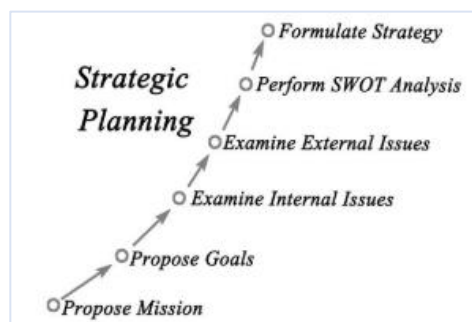 Formulate Strategy
Strategic
Planning
Perform SWOT Analysis
Examine External Issues
Examine Internal Issues
Propose Goals
Propose Mission